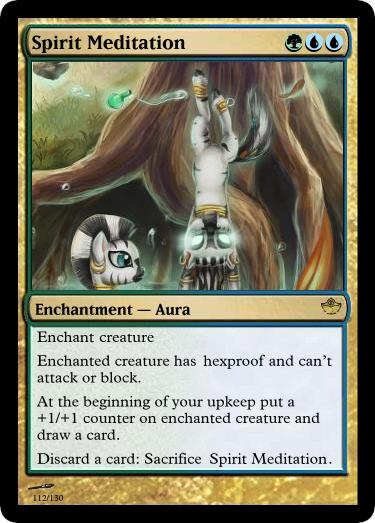 Spirit Meditation
Enchantment — Aura
Enchant creature
Enchanted creature has hexproof and can't
attack or block.
At the beginning of your upkeep put a
+1/+1 counter on enchanted creature and
draw a card.
Discard a card: Sacrifice Spirit Meditation.
112/130